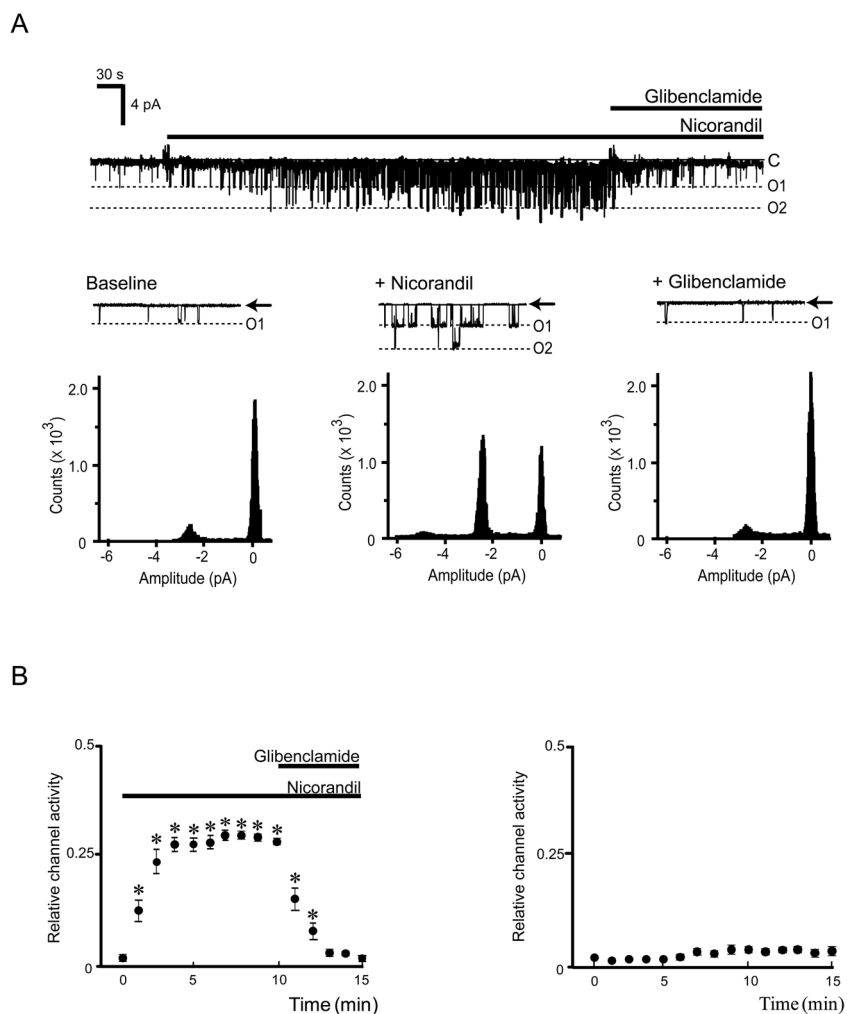 A
30 s
4 pA
Glibenclamide
Nicorandil
C
O1
O2
Baseline
O1
+ Nicorandil
O1
O2
+ Glibenclamide
O1
Counts (x 10³)
2.0
1.0
0
-6 -4 -2 0
Amplitude (pA)
Counts (x 10³)
2.0
1.0
0
-6 -4 -2 0
Amplitude (pA)
Counts (x 10³)
2.0
1.0
0
-6 -4 -2 0
Amplitude (pA)
B
Relative channel activity
0.5
0.25
0
Glibenclamide
Nicorandil
* * * * * * * * * * * *
0 5 10 15
Time (min)
Relative channel activity
0.5
0.25
0
0 5 10 15
Time (min)